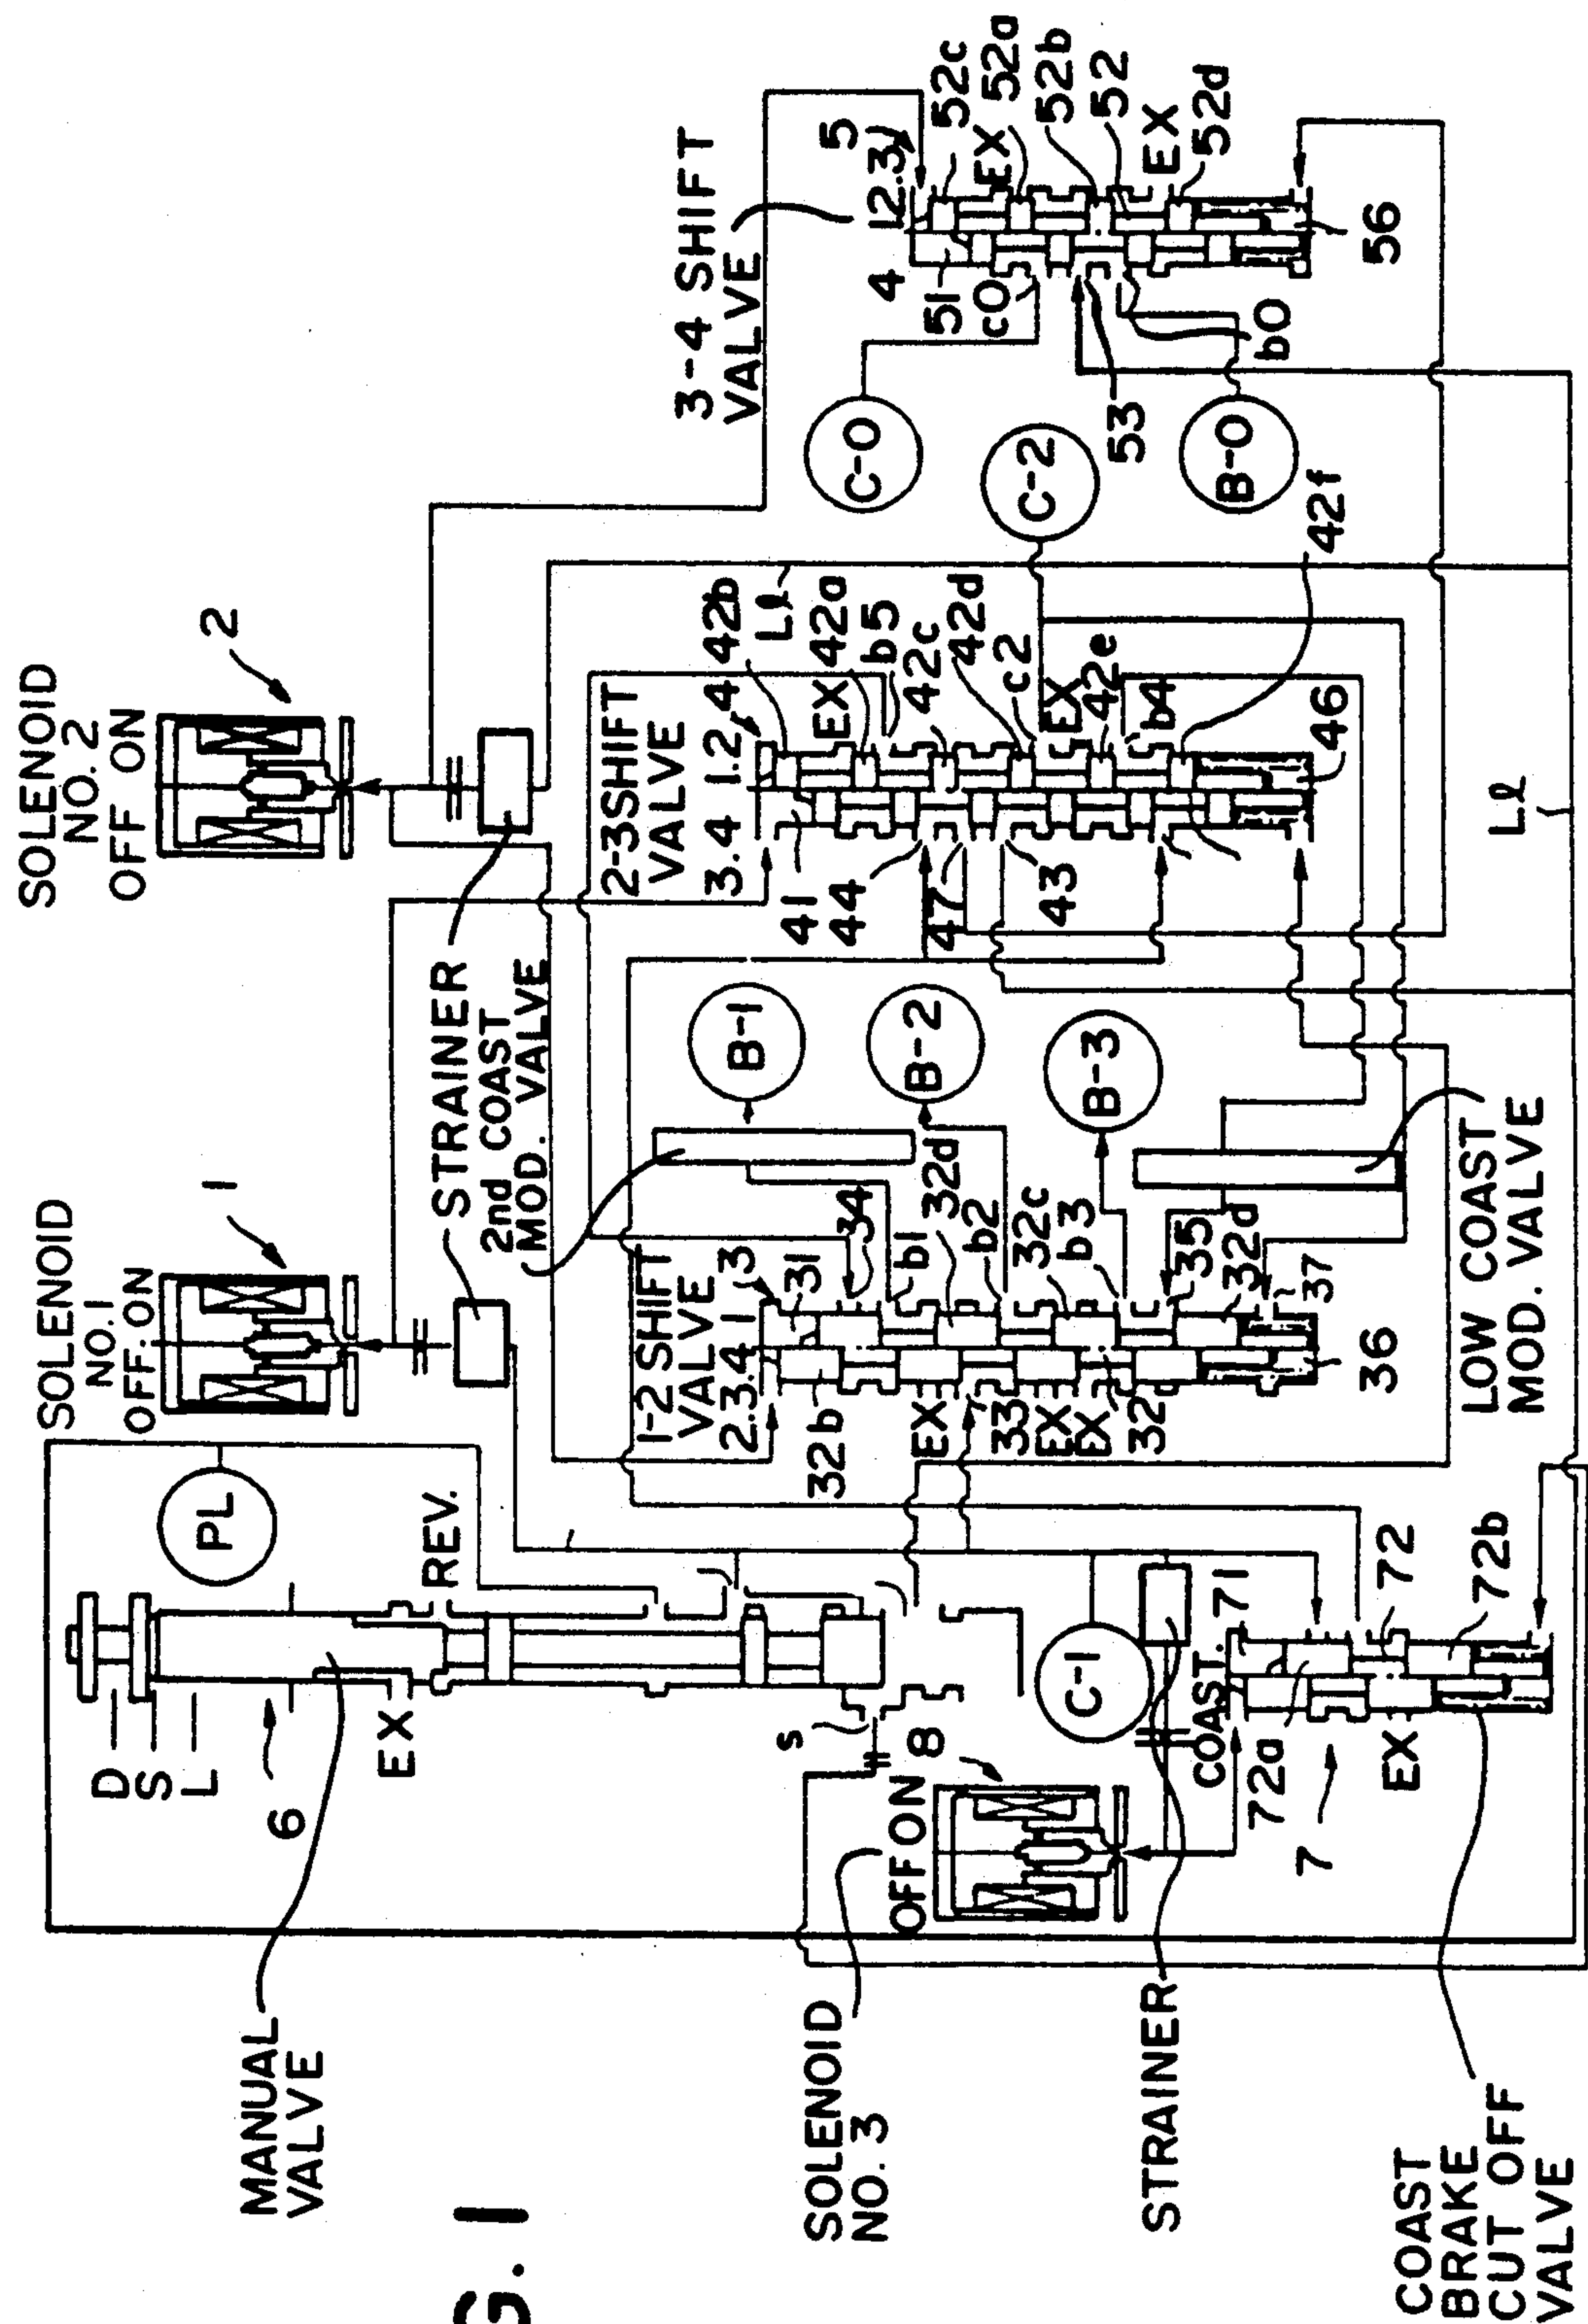 G. 1
SOLENOID
NO. 2
OFF ON
2
SOLENOID
NO.1
OFF.ON
1
PL
D
S
L
6
EX
REV.
MANUAL
VALVE
STRAINER
2nd COAST
MOD. VALVE
3-4 SHIFT
VALVE
5
1.2.3
4
52c
EX
52a
52b
52
EX
52d
51
c0
53
b0
56
C-0
C-2
B-0
42f
2-3 SHIFT
VALVE
3.4
1.2
4
42b
Ll
EX
42a
b5
42c
42d
c2
EX
42e
b4
46
41
44
47
43
Ll
B-1
B-2
B-3
1-2 SHIFT
VALVE
2.3.4
1
3
31
34
b1
32d
b2
32c
b3
35
32d
37
36
32b
EX
33
EX
EX
32
LOW COAST
MOD. VALVE
s
8
OFF ON
SOLENOID
NO. 3
C-1
COAST.
71
72a
72
72b
7
EX
STRAINER
COAST
BRAKE
CUT OFF
VALVE